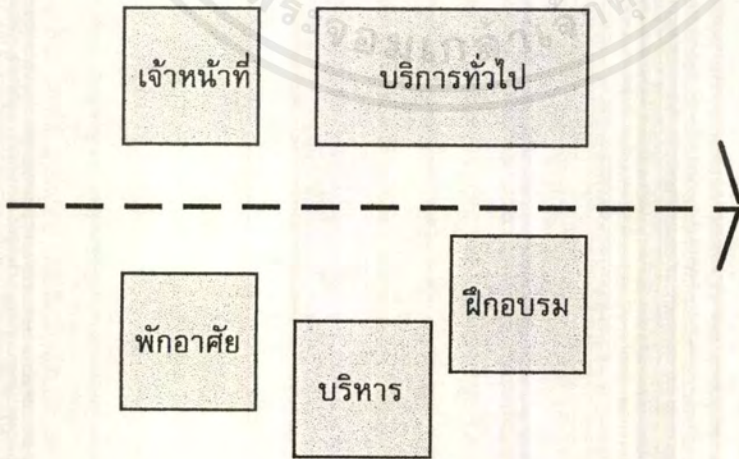 เจ้าหน้าที่
บริการทั่วไป
พักอาศัย
บริหาร
ฝึกอบรม